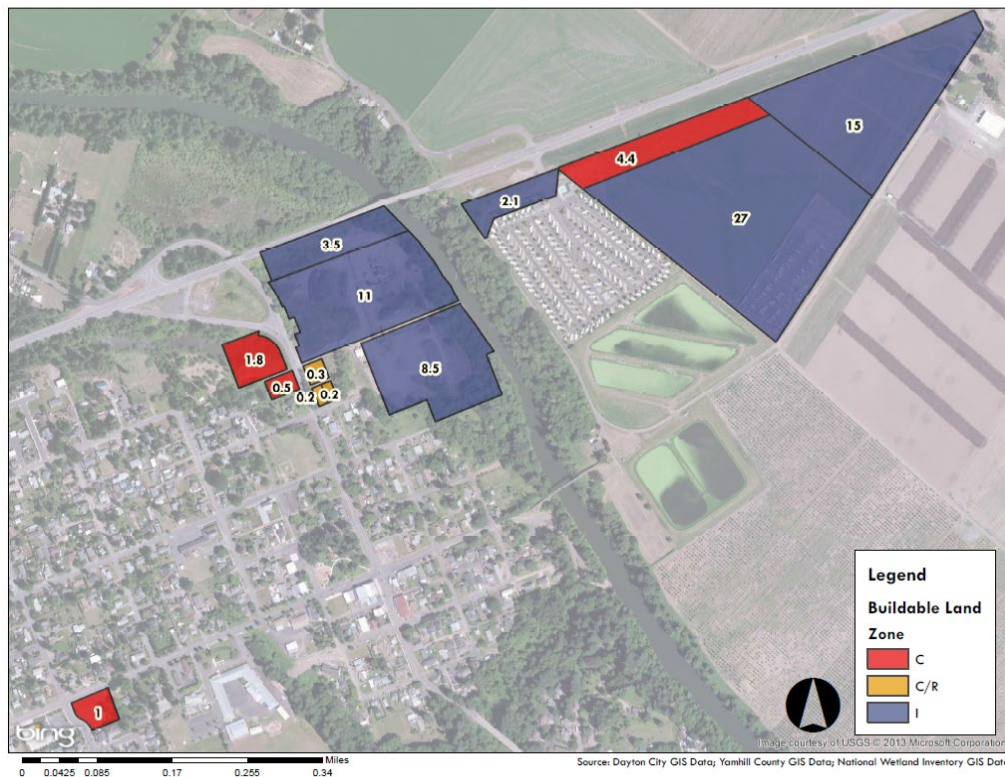 15
4.4
2.1
27
3.5
11
1.8
8.5
0.3
0.5
0.2
0.2
1
Legend
Buildable Land
Zone
C
C/R
I
bing
Image courtesy of USGS © 2013 Microsoft Corporation
Miles
0 0.0425 0.085 0.17 0.255 0.34
Source: Dayton City GIS Data; Yamhill County GIS Data; National Wetland Inventory GIS Dat